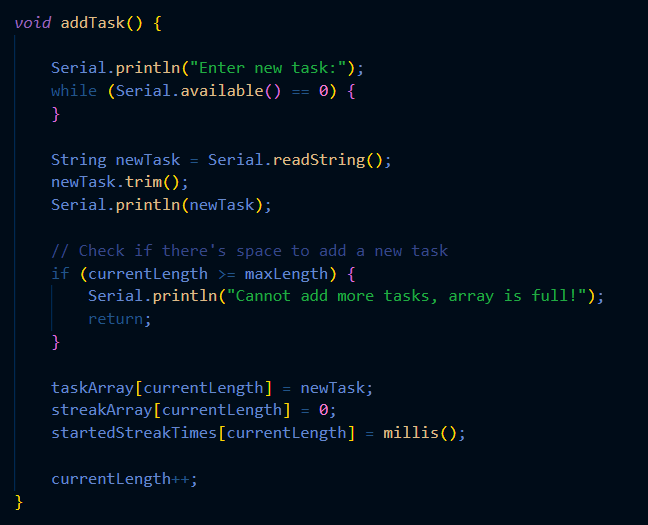 void addTask() {
    Serial.println("Enter new task:");
    while (Serial.available() == 0) {
    }
    String newTask = Serial.readString();
    newTask.trim();
    Serial.println(newTask);
    // Check if there's space to add a new task
    if (currentLength >= maxLength) {
        Serial.println("Cannot add more tasks, array is full!");
        return;
    }
    taskArray[currentLength] = newTask;
    streakArray[currentLength] = 0;
    startedStreakTimes[currentLength] = millis();
    currentLength++;
}